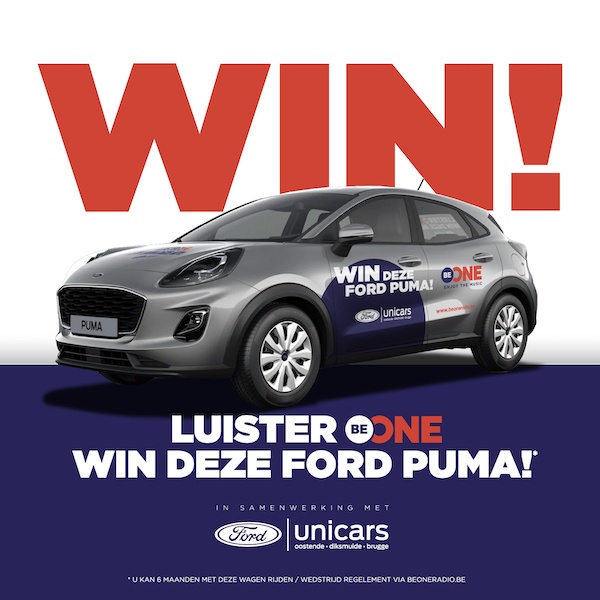 WIN!
WIN DEZE
FORD PUMA!
BE ONE
ENJOY THE MUSIC
Ford unicars
PUMA
LUISTER BE ONE
WIN DEZE FORD PUMA!*
IN SAMENWERKING MET
Ford unicars
oostende • diksmuide • brugge
* U KAN 6 MAANDEN MET DEZE WAGEN RIJDEN / WEDSTRIJD REGELEMENT VIA BEONERADIO.BE